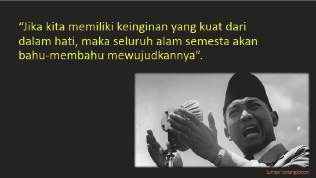 “Jika kita memiliki keinginan yang kuat dari
dalam hati, maka seluruh alam semesta akan
bahu-membahu mewujudkannya”.